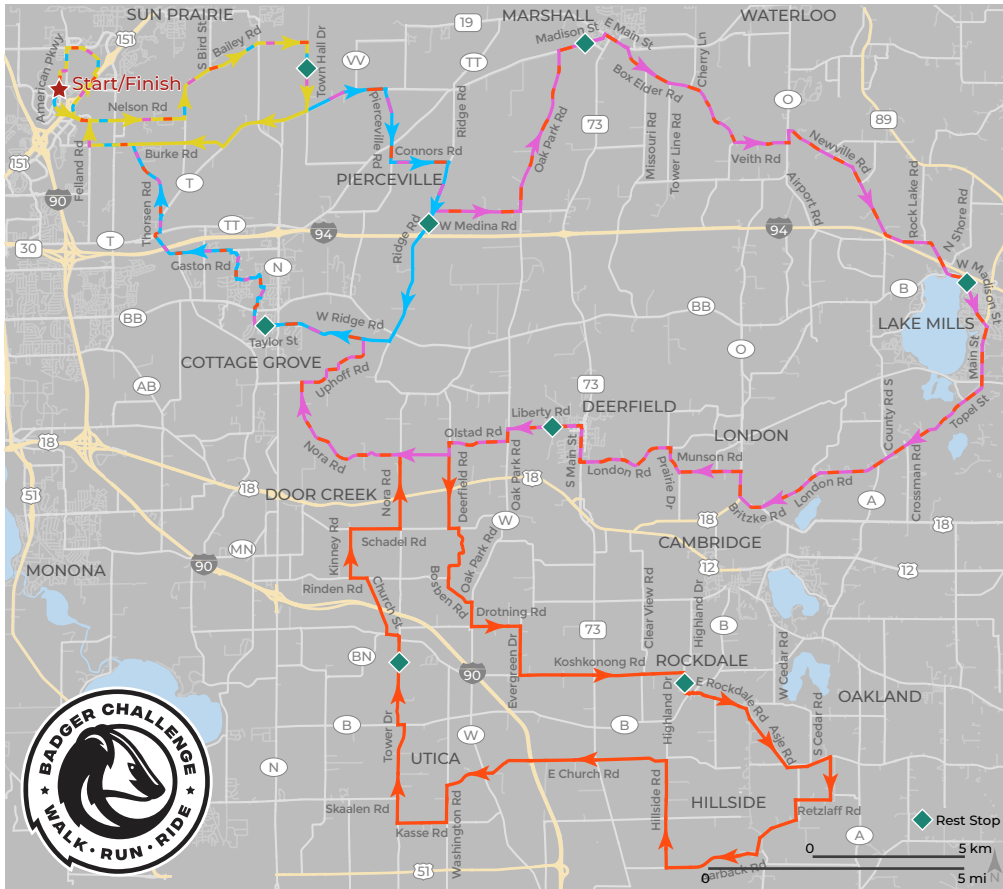 SUN PRAIRIE
MARSHALL
WATERLOO
19
151
S Bird St
Bailey Rd
Town Hall Dr
VV
TT
Madison St
E Main St
Cherry Ln
American Pkwy
Start/Finish
Nelson Rd
Pierceville Rd
Ridge Rd
Box Elder Rd
O
89
73
Oak Park Rd
Missouri Rd
Tower Line Rd
Veith Rd
Newville Rd
151
Felland Rd
Burke Rd
Connors Rd
PIERCEVILLE
T
90
Thorsen Rd
Airport Rd
Rock Lake Rd
N Shore Rd
TT
T
94
W Medina Rd
94
30
Ridge Rd
Gaston Rd
N
W Madison St
B
BB
BB
W Ridge Rd
Taylor St
LAKE MILLS
COTTAGE GROVE
O
Main St
AB
Uphoff Rd
73
County Rd S
Liberty Rd
DEERFIELD
Topel St
18
Olstad Rd
LONDON
Nora Rd
Oak Park Rd
S Main St
London Rd
Prairie Dr
Munson Rd
Crossman Rd
51
18
DOOR CREEK
Nora Rd
Deerfield Rd
18
London Rd
A
W
Britzke Rd
18
18
Kinney Rd
Schadel Rd
MN
90
Oak Park Rd
CAMBRIDGE
MONONA
12
12
Rinden Rd
Church St
Bosben Rd
Clear View Rd
Highland Dr
Drotning Rd
73
B
BN
Evergreen Dr
90
Koshkonong Rd
ROCKDALE
W Cedar Rd
OAKLAND
E Rockdale Rd
Highland Dr
S Cedar Rd
BADGER CHALLENGE
B
Tower Dr
W
B
Asje Rd
UTICA
N
E Church Rd
Skaalen Rd
Washington Rd
Hillside Rd
HILLSIDE
Retzlaff Rd
Rest Stop
Kasse Rd
A
WALK • RUN • RIDE
0
5 km
51
0
5 mi
N